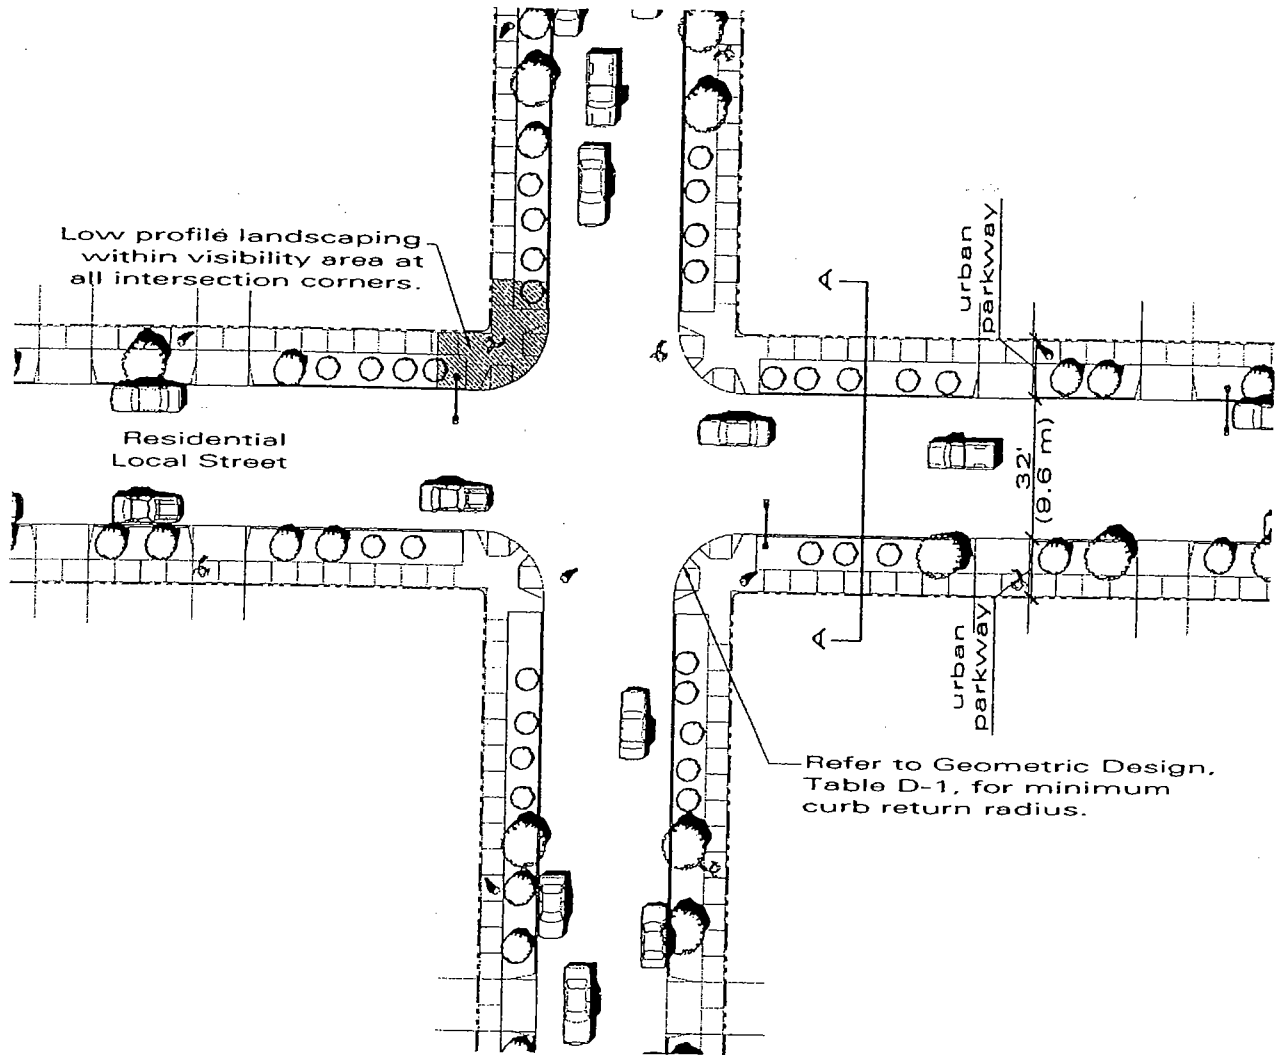 Low profile landscaping
within visibility area at
all intersection corners.
A
urban
parkway
Residential
Local Street
32'
(9.6 m)
A
urban
parkway
Refer to Geometric Design,
Table D-1, for minimum
curb return radius.